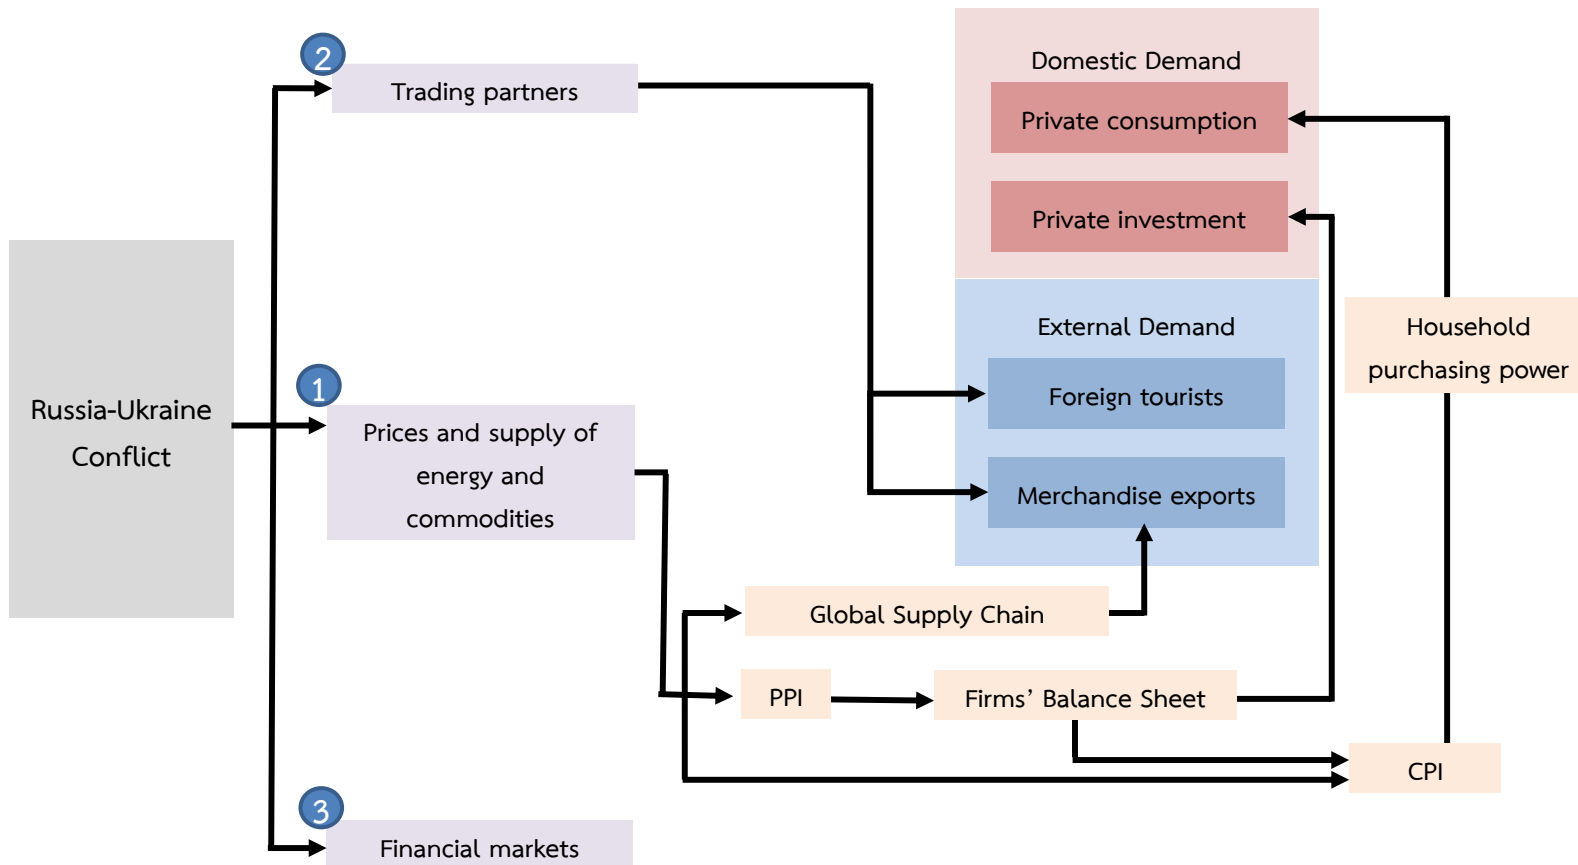 2
Trading partners
Domestic Demand
Private consumption
Private investment
External Demand
Foreign tourists
Merchandise exports
Household
purchasing power
Russia-Ukraine
Conflict
1
Prices and supply of
energy and
commodities
Global Supply Chain
PPI
Firms’ Balance Sheet
CPI
3
Financial markets